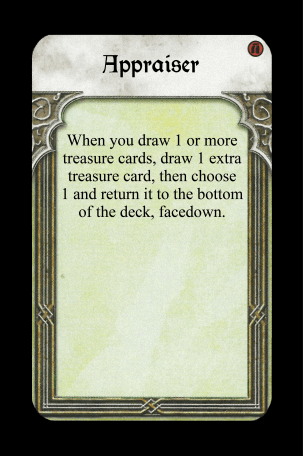 Appraiser
When you draw 1 or more
treasure cards, draw 1 extra
treasure card, then choose
1 and return it to the bottom
of the deck, facedown.